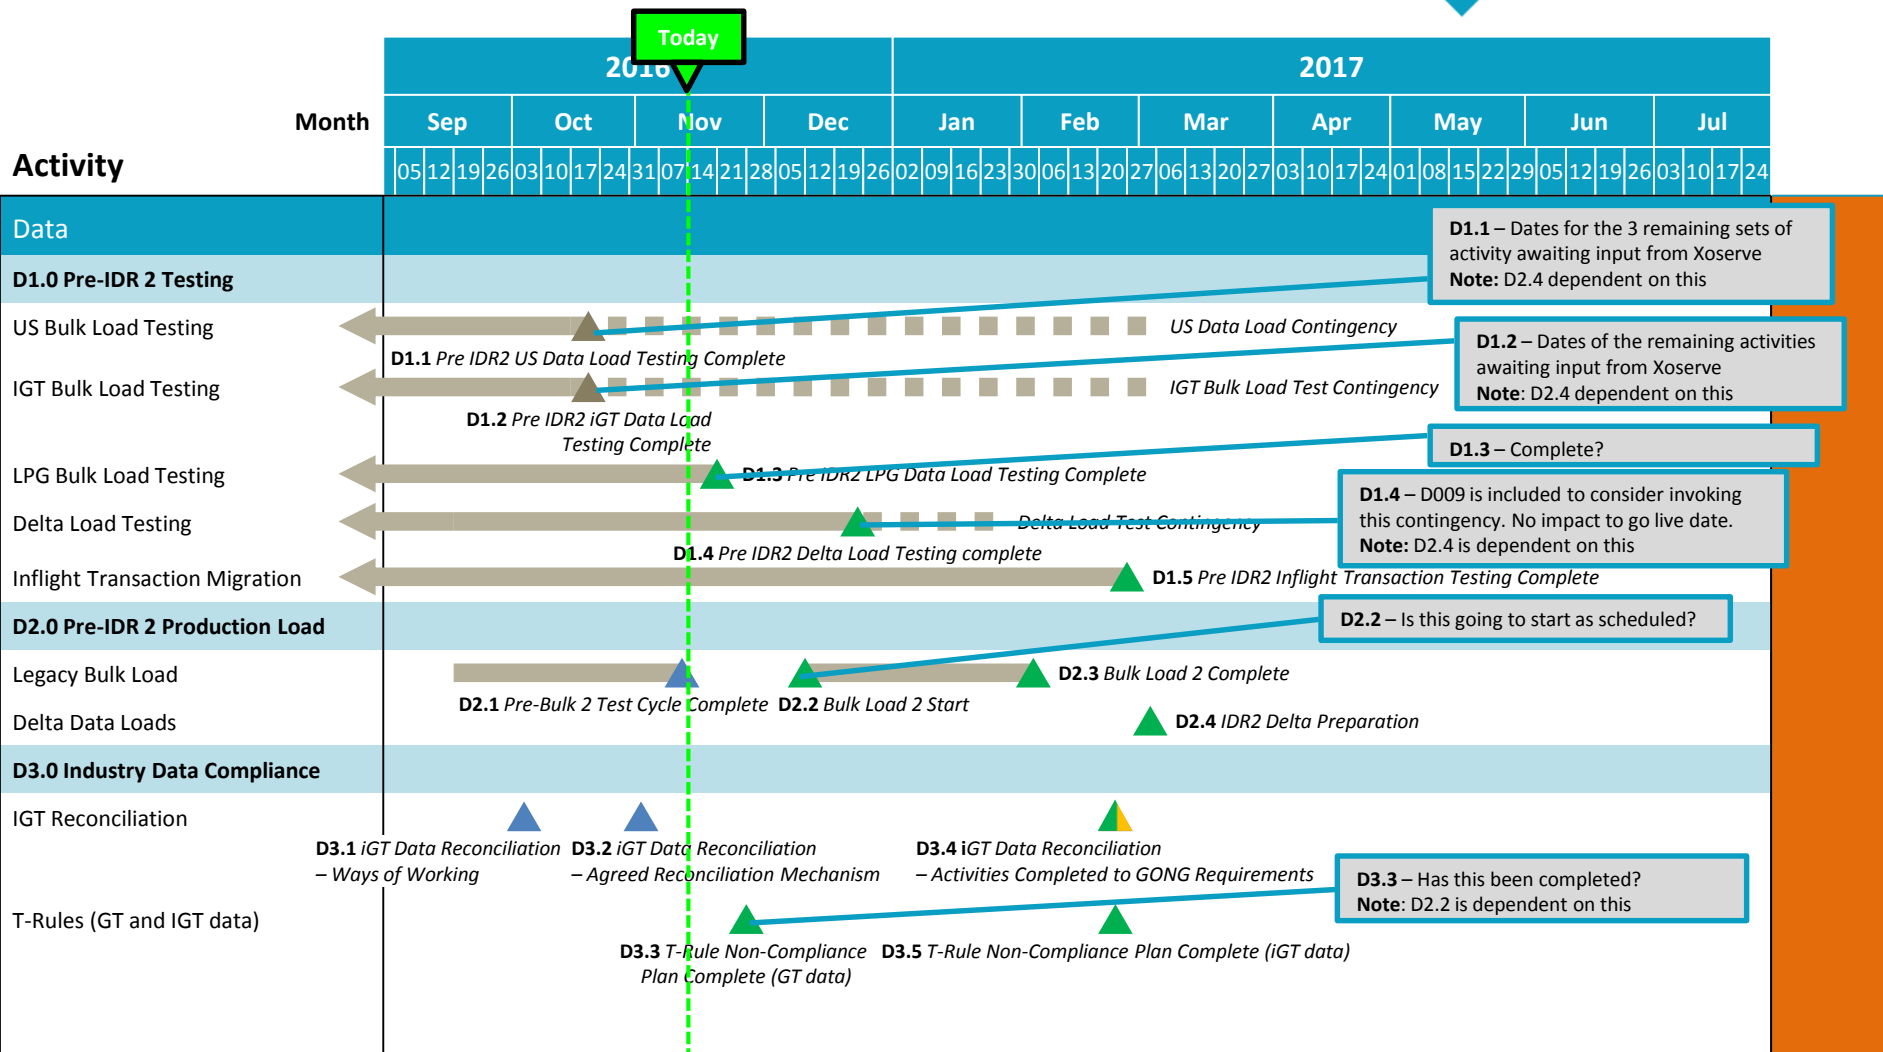 Today
2016
2017
Month
Sep
Oct
Nov
Dec
Jan
Feb
Mar
Apr
May
Jun
Jul
Activity
05 12 19 26 03 10 17 24 31 07 14 21 28 05 12 19 26 02 09 16 23 30 06 13 20 27 06 13 20 27 03 10 17 24 01 08 15 22 29 05 12 19 26 03 10 17 24
Data
D1.1 – Dates for the 3 remaining sets of
activity awaiting input from Xoserve
Note: D2.4 dependent on this
D1.0 Pre-IDR 2 Testing
US Bulk Load Testing
US Data Load Contingency
D1.1 Pre IDR2 US Data Load Testing Complete
D1.2 – Dates of the remaining activities
awaiting input from Xoserve
Note: D2.4 dependent on this
IGT Bulk Load Testing
IGT Bulk Load Test Contingency
D1.2 Pre IDR2 iGT Data Load
Testing Complete
D1.3 – Complete?
LPG Bulk Load Testing
D1.3 Pre IDR2 LPG Data Load Testing Complete
D1.4 – D009 is included to consider invoking
this contingency. No impact to go live date.
Note: D2.4 is dependent on this
Delta Load Testing
Delta Load Test Contingency
D1.4 Pre IDR2 Delta Load Testing complete
Inflight Transaction Migration
D1.5 Pre IDR2 Inflight Transaction Testing Complete
D2.0 Pre-IDR 2 Production Load
D2.2 – Is this going to start as scheduled?
Legacy Bulk Load
D2.3 Bulk Load 2 Complete
D2.1 Pre-Bulk 2 Test Cycle Complete
D2.2 Bulk Load 2 Start
Delta Data Loads
D2.4 IDR2 Delta Preparation
D3.0 Industry Data Compliance
IGT Reconciliation
D3.1 iGT Data Reconciliation
– Ways of Working
D3.2 iGT Data Reconciliation
– Agreed Reconciliation Mechanism
D3.4 iGT Data Reconciliation
– Activities Completed to GONG Requirements
D3.3 – Has this been completed?
Note: D2.2 is dependent on this
T-Rules (GT and IGT data)
D3.3 T-Rule Non-Compliance
Plan Complete (GT data)
D3.5 T-Rule Non-Compliance Plan Complete (iGT data)